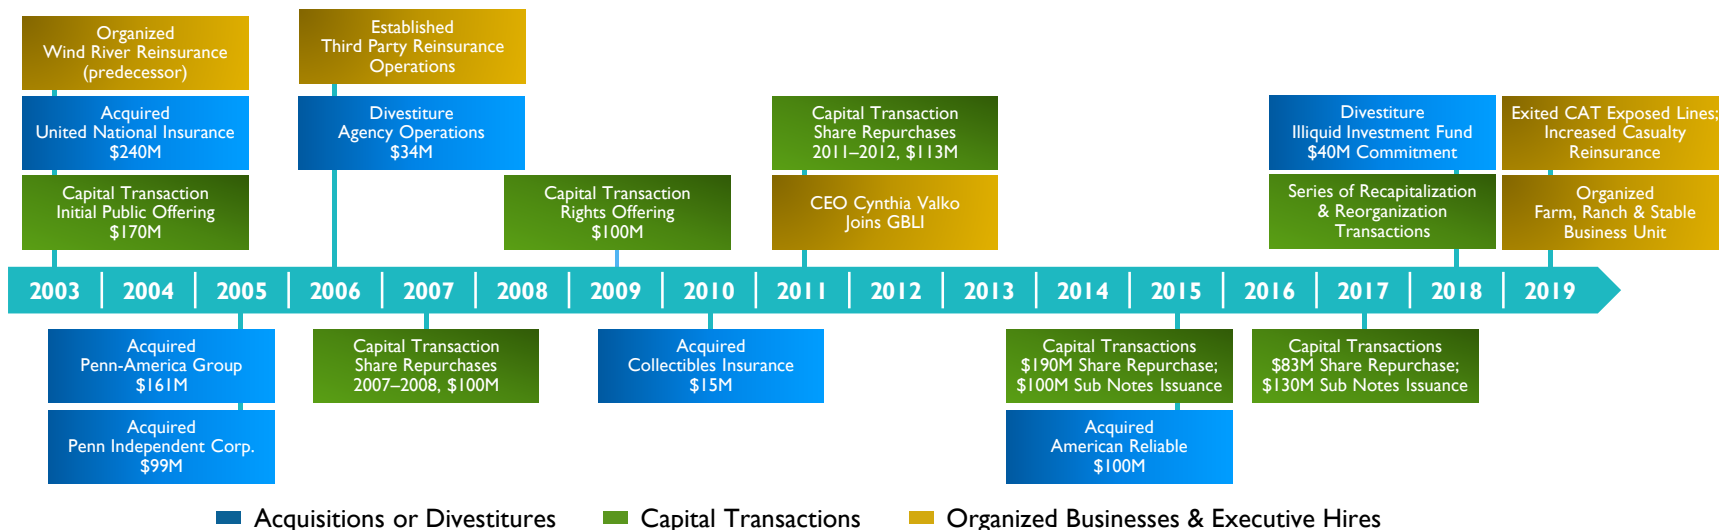 Organized
Wind River Reinsurance
(predecessor)
Acquired
United National Insurance
$240M
Capital Transaction
Initial Public Offering
$170M
Established
Third Party Reinsurance
Operations
Divestiture
Agency Operations
$34M
Capital Transaction
Rights Offering
$100M
Capital Transaction
Share Repurchases
2011–2012, $113M
CEO Cynthia Valko
Joins GBLI
Divestiture
Illiquid Investment Fund
$40M Commitment
Series of Recapitalization
& Reorganization
Transactions
Exited CAT Exposed Lines;
Increased Casualty
Reinsurance
Organized
Farm, Ranch & Stable
Business Unit
2003 2004 2005 2006 2007 2008 2009 2010 2011 2012 2013 2014 2015 2016 2017 2018 2019
Acquired
Penn-America Group
$161M
Acquired
Penn Independent Corp.
$99M
Capital Transaction
Share Repurchases
2007–2008, $100M
Acquired
Collectibles Insurance
$15M
Capital Transactions
$190M Share Repurchase;
$100M Sub Notes Issuance
Acquired
American Reliable
$100M
Capital Transactions
$83M Share Repurchase;
$130M Sub Notes Issuance
Acquisitions or Divestitures
Capital Transactions
Organized Businesses & Executive Hires